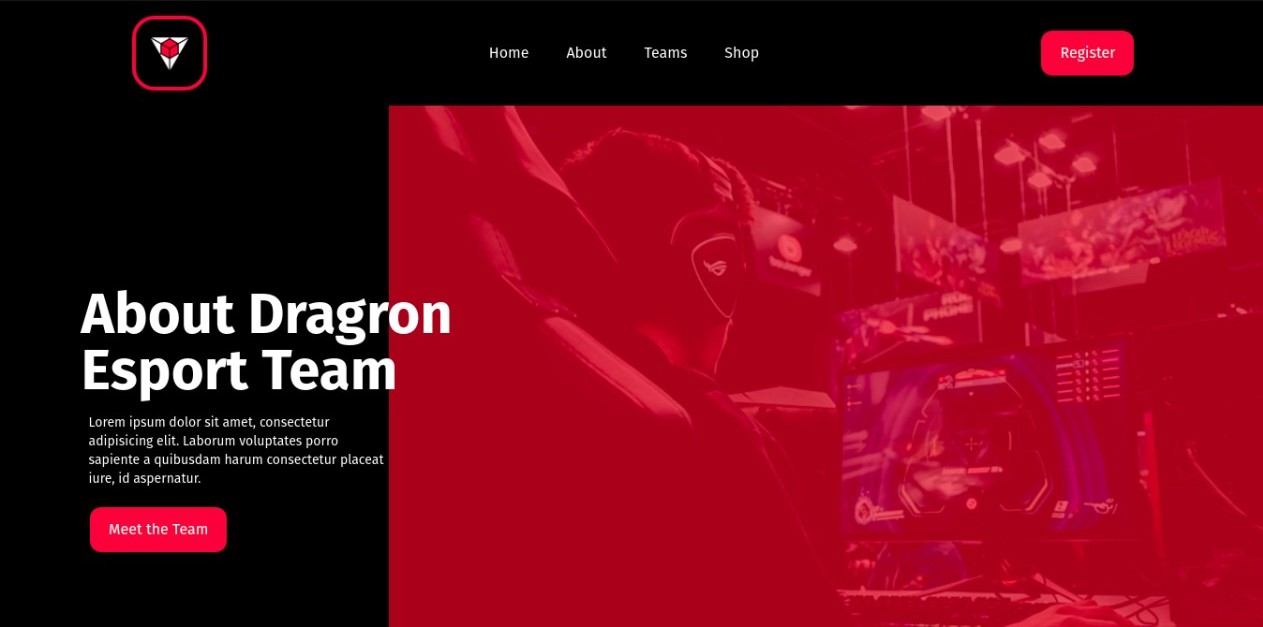 Home About Teams Shop
Register
About Dragron
Esport Team
Lorem ipsum dolor sit amet, consectetur
adipisicing elit. Laborum voluptates porro
sapiente a quibusdam harum consectetur placeat
iure, id aspernatur.
Meet the Team